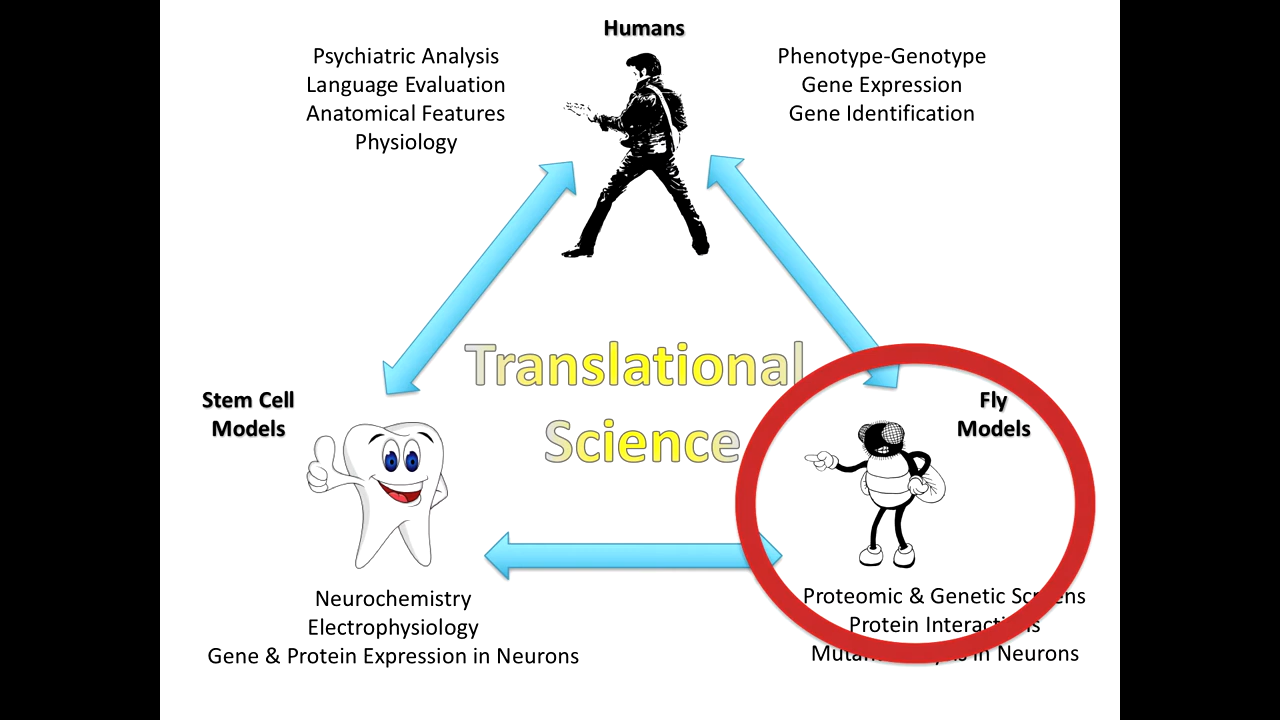 Humans
Psychiatric Analysis
Language Evaluation
Anatomical Features
Physiology
Phenotype-Genotype
Gene Expression
Gene Identification
Translational
Science
Stem Cell
Models
Fly
Models
Neurochemistry
Electrophysiology
Gene & Protein Expression in Neurons
Proteomic & Genetic Screens
Protein Interactions
in Neurons